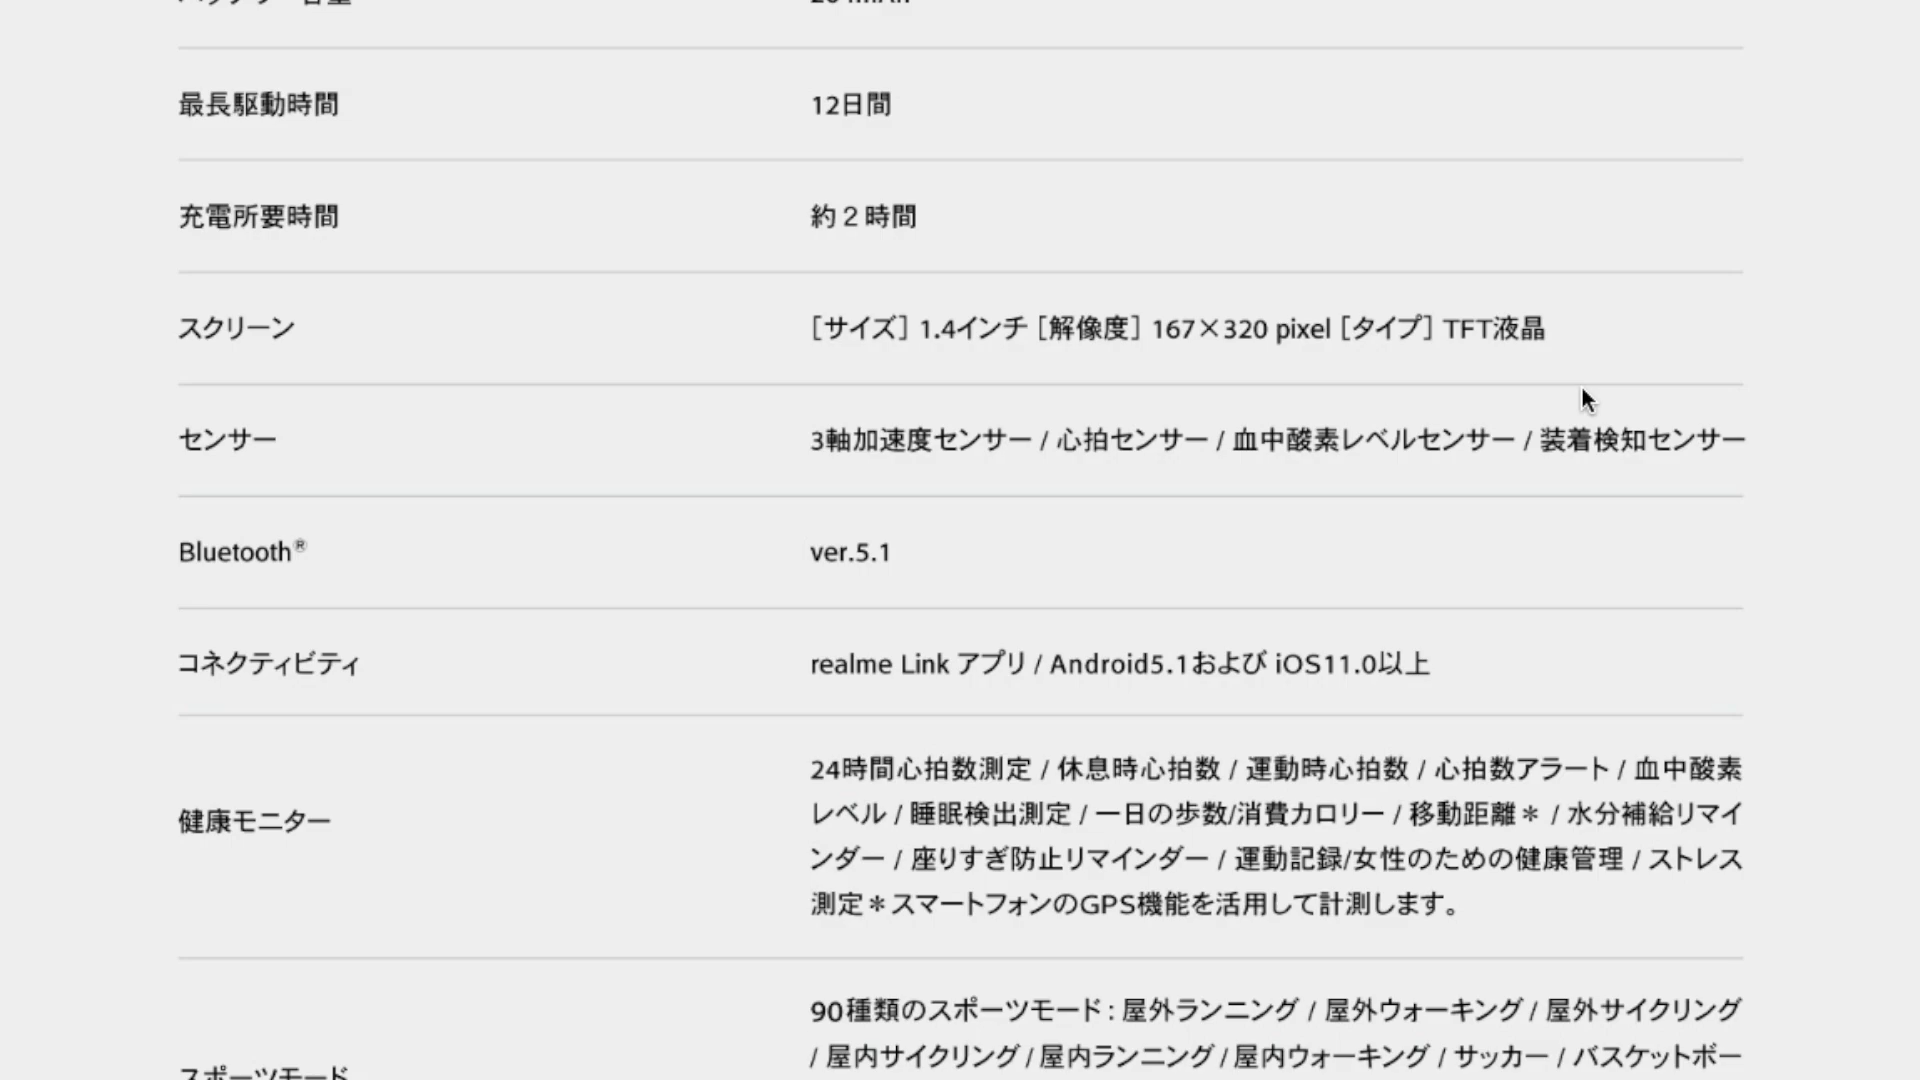 最長駆動時間 12日間
充電所要時間 約2時間
スクリーン [サイズ] 1.4インチ [解像度] 167×320 pixel [タイプ] TFT液晶
センサー 3軸加速度センサー / 心拍センサー / 血中酸素レベルセンサー / 装着検知センサー
Bluetooth® ver.5.1
コネクティビティ realme Link アプリ / Android5.1および iOS11.0以上
健康モニター
24時間心拍数測定 / 休息時心拍数 / 運動時心拍数 / 心拍数アラート / 血中酸素
レベル / 睡眠検出測定 / 一日の歩数/消費カロリー / 移動距離＊ / 水分補給リマイ
ンダー / 座りすぎ防止リマインダー / 運動記録/女性のための健康管理 / ストレス
測定＊スマートフォンのGPS機能を活用して計測します。
スポーツモード
90種類のスポーツモード : 屋外ランニング / 屋外ウォーキング / 屋外サイクリング
/ 屋内サイクリング / 屋内ランニング / 屋内ウォーキング / サッカー / バスケットボー